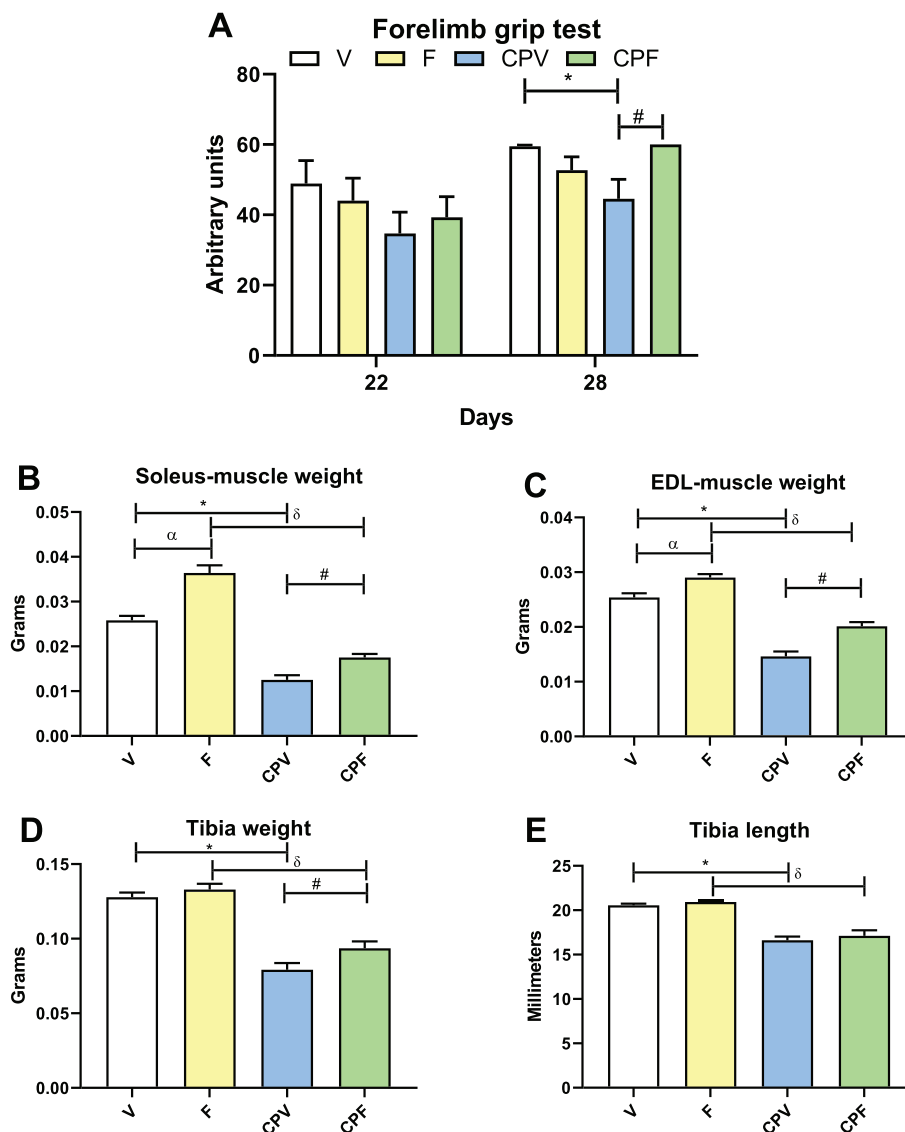 A
Forelimb grip test
V F CPV CPF
Arbitrary units
80
60
40
20
0
*
#
22 28
Days
B
Soleus-muscle weight
Grams
0.05
0.04
0.03
0.02
0.01
0.00
*
δ
α
#
V F CPV CPF
C
EDL-muscle weight
Grams
0.04
0.03
0.02
0.01
0.00
*
δ
α
#
V F CPV CPF
D
Tibia weight
Grams
0.15
0.10
0.05
0.00
*
δ
#
V F CPV CPF
E
Tibia length
Millimeters
25
20
15
10
5
0
*
δ
V F CPV CPF